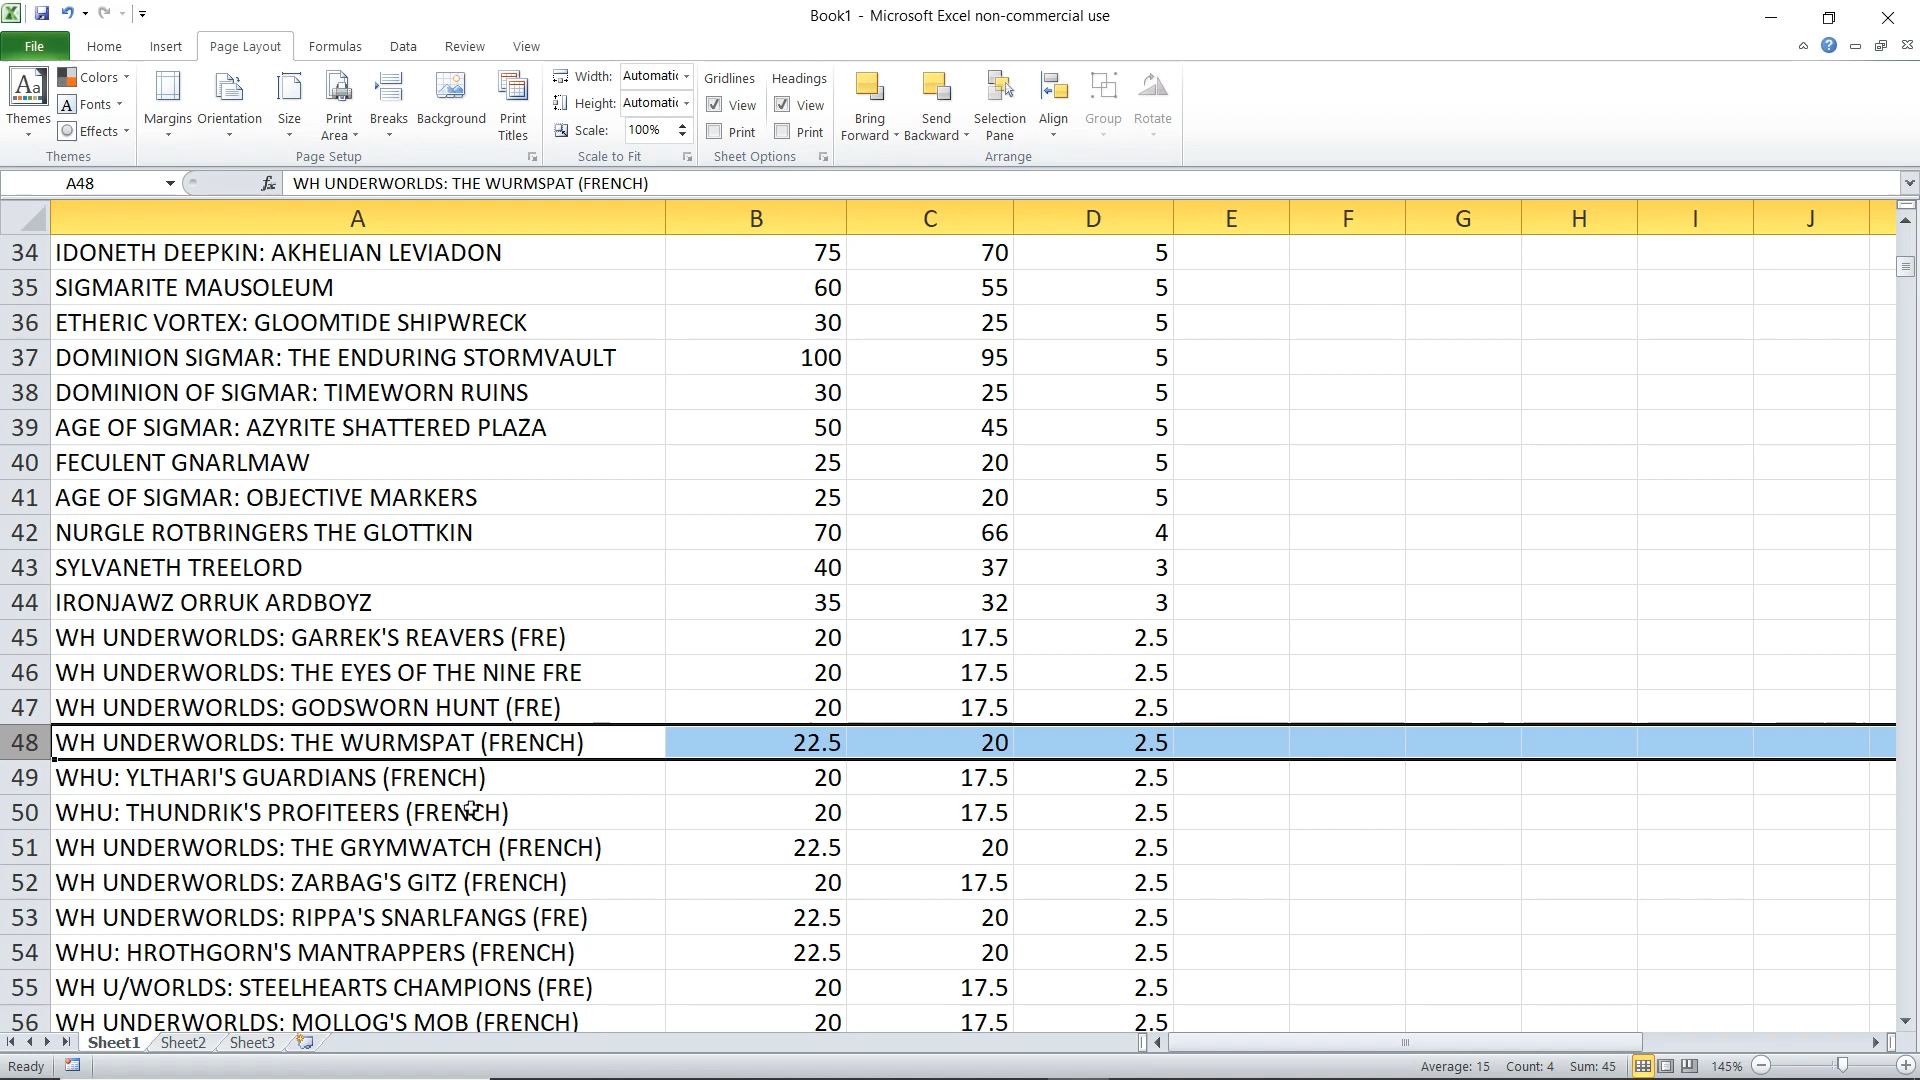 Book1 - Microsoft Excel non-commercial use
File Home Insert Page Layout Formulas Data Review View
Aa Themes
Colors
A Fonts
Effects
Themes
Margins Orientation Size Print Area Breaks Background Print Titles
Page Setup
Width: Automatic
Height: Automatic
Scale: 100%
Scale to Fit
Gridlines Headings
View View
Print Print
Sheet Options
Bring Forward Send Backward Selection Pane Align Group Rotate
Arrange
A48 fx WH UNDERWORLDS: THE WURMSPAT (FRENCH)
A B C D E F G H I J
34 IDONETH DEEPKIN: AKHELIAN LEVIADON 75 70 5
35 SIGMARITE MAUSOLEUM 60 55 5
36 ETHERIC VORTEX: GLOOMTIDE SHIPWRECK 30 25 5
37 DOMINION SIGMAR: THE ENDURING STORMVAULT 100 95 5
38 DOMINION OF SIGMAR: TIMEWORN RUINS 30 25 5
39 AGE OF SIGMAR: AZYRITE SHATTERED PLAZA 50 45 5
40 FECULENT GNARLMAW 25 20 5
41 AGE OF SIGMAR: OBJECTIVE MARKERS 25 20 5
42 NURGLE ROTBRINGERS THE GLOTTKIN 70 66 4
43 SYLVANETH TREELORD 40 37 3
44 IRONJAWZ ORRUK ARDBOYZ 35 32 3
45 WH UNDERWORLDS: GARREK'S REAVERS (FRE) 20 17.5 2.5
46 WH UNDERWORLDS: THE EYES OF THE NINE FRE 20 17.5 2.5
47 WH UNDERWORLDS: GODSWORN HUNT (FRE) 20 17.5 2.5
48 WH UNDERWORLDS: THE WURMSPAT (FRENCH) 22.5 20 2.5
49 WHU: YLTHARI'S GUARDIANS (FRENCH) 20 17.5 2.5
50 WHU: THUNDRIK'S PROFITEERS (FRENCH) 20 17.5 2.5
51 WH UNDERWORLDS: THE GRYMWATCH (FRENCH) 22.5 20 2.5
52 WH UNDERWORLDS: ZARBAG'S GITZ (FRENCH) 20 17.5 2.5
53 WH UNDERWORLDS: RIPPA'S SNARLFANGS (FRE) 22.5 20 2.5
54 WHU: HROTHGORN'S MANTRAPPERS (FRENCH) 22.5 20 2.5
55 WH U/WORLDS: STEELHEARTS CHAMPIONS (FRE) 20 17.5 2.5
56 WH UNDERWORLDS: MOLLOG'S MOB (FRENCH) 20 17.5 2.5
Sheet1 Sheet2 Sheet3
Ready Average: 15 Count: 4 Sum: 45 145%